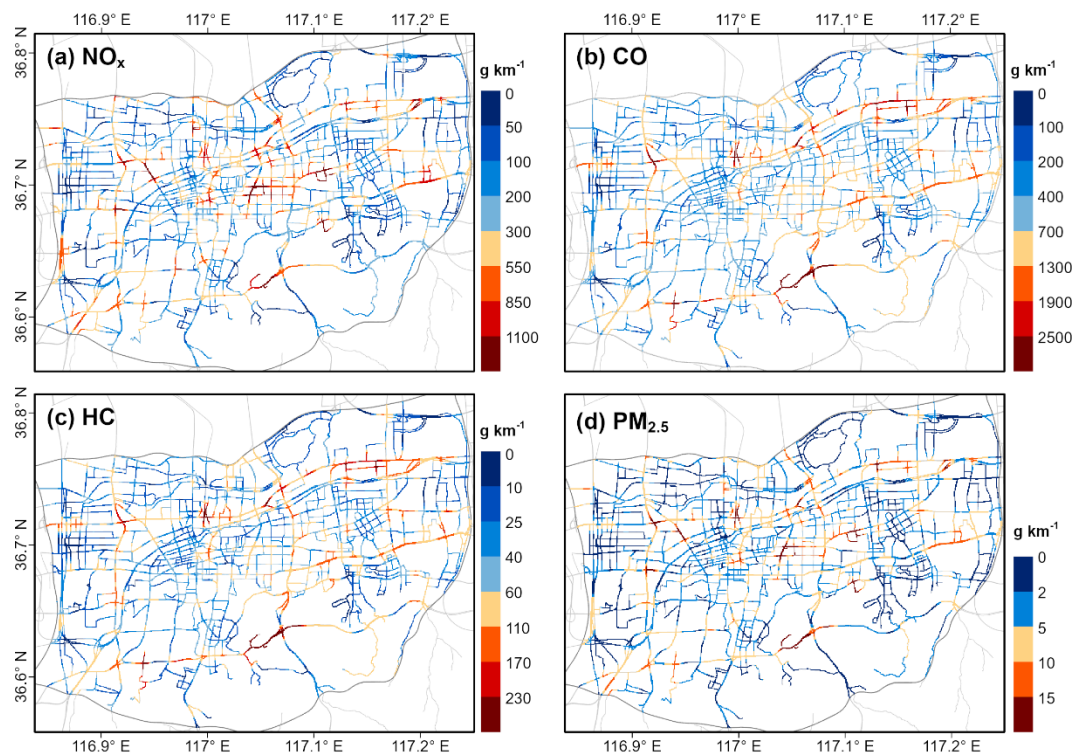 116.9° E 117° E 117.1° E 117.2° E 116.9° E 117° E 117.1° E 117.2° E
36.8° N
36.7° N
36.6° N
(a) NOx
g km-1
0
50
100
200
300
550
850
1100
(b) CO
g km-1
0
100
200
400
700
1300
1900
2500
36.8° N
36.7° N
36.6° N
(c) HC
g km-1
0
10
25
40
60
110
170
230
(d) PM2.5
g km-1
0
2
5
10
15
116.9° E 117° E 117.1° E 117.2° E 116.9° E 117° E 117.1° E 117.2° E